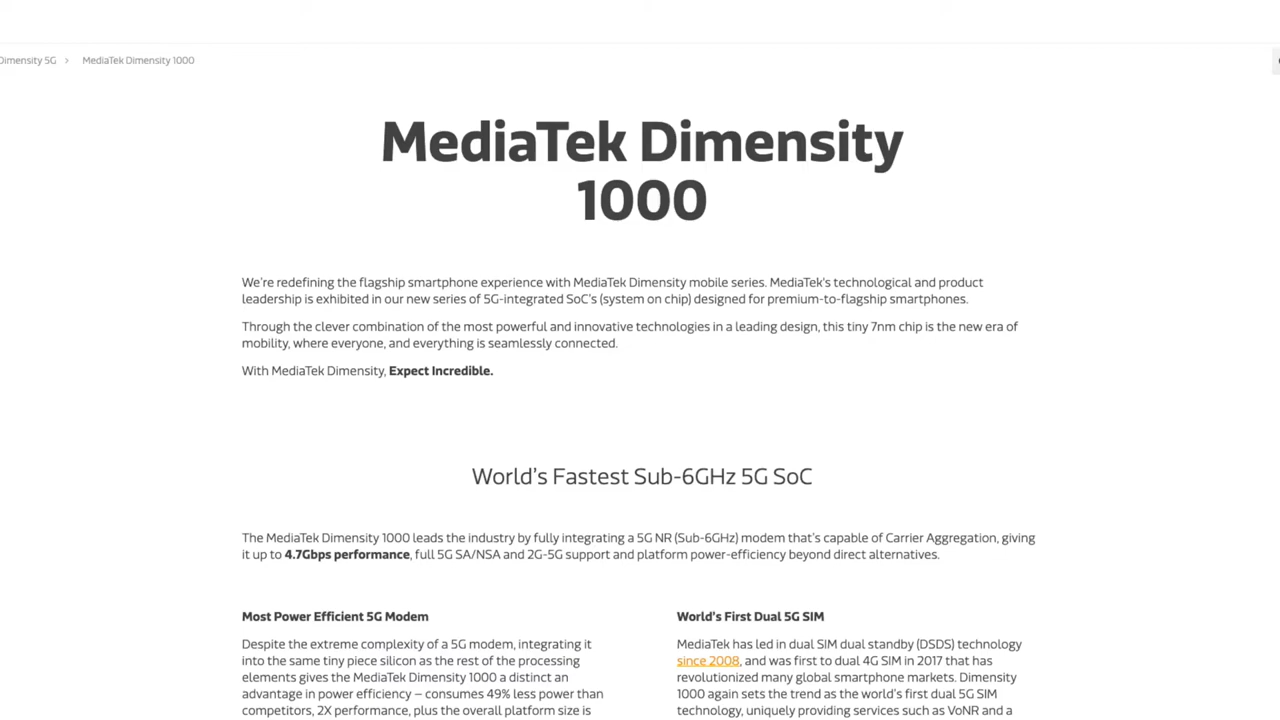 Dimensity 5G > MediaTek Dimensity 1000
MediaTek Dimensity
1000
We're redefining the flagship smartphone experience with MediaTek Dimensity mobile series. MediaTek's technological and product
leadership is exhibited in our new series of 5G-integrated SoC's (system on chip) designed for premium-to-flagship smartphones.
Through the clever combination of the most powerful and innovative technologies in a leading design, this tiny 7nm chip is the new era of
mobility, where everyone, and everything is seamlessly connected.
With MediaTek Dimensity, Expect Incredible.
World's Fastest Sub-6GHz 5G SoC
The MediaTek Dimensity 1000 leads the industry by fully integrating a 5G NR (Sub-6GHz) modem that's capable of Carrier Aggregation, giving
it up to 4.7Gbps performance, full 5G SA/NSA and 2G-5G support and platform power-efficiency beyond direct alternatives.
Most Power Efficient 5G Modem
Despite the extreme complexity of a 5G modem, integrating it
into the same tiny piece silicon as the rest of the processing
elements gives the MediaTek Dimensity 1000 a distinct an
advantage in power efficiency – consumes 49% less power than
competitors, 2X performance, plus the overall platform size is
World's First Dual 5G SIM
MediaTek has led in dual SIM dual standby (DSDS) technology
since 2008, and was first to dual 4G SIM in 2017 that has
revolutionized many global smartphone markets. Dimensity
1000 again sets the trend as the world's first dual 5G SIM
technology, uniquely providing services such as VoNR and a